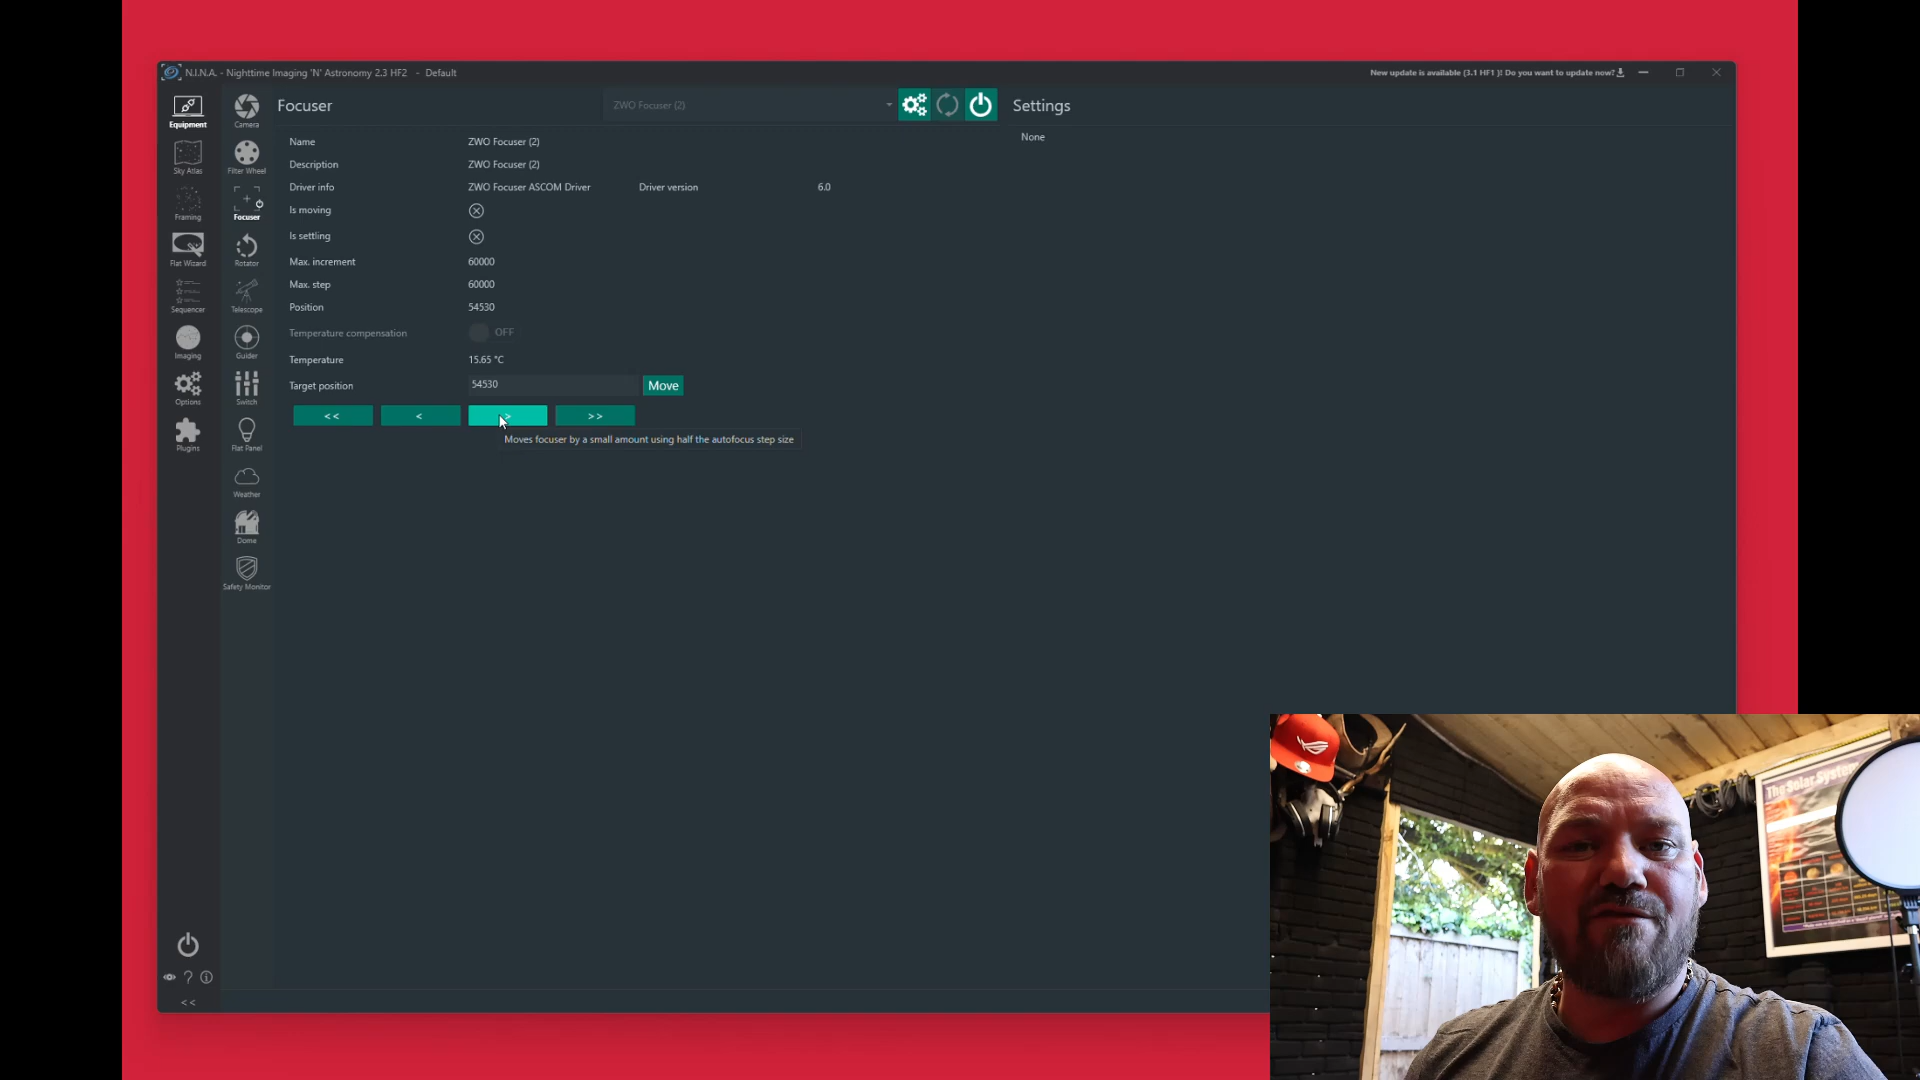 N.I.N.A. - Nighttime Imaging 'N' Astronomy 2.3 HF2 - Default
New update is available (3.1 HF1 )! Do you want to update now?
Equipment
Sky Atlas
Framing
Flat Wizard
Sequencer
Imaging
Options
Plugins
<<
Camera
Filter Wheel
Focuser
Rotator
Telescope
Guider
Switch
Flat Panel
Weather
Dome
Safety Monitor
Focuser
ZWO Focuser (2)
Name ZWO Focuser (2)
Description ZWO Focuser (2)
Driver info ZWO Focuser ASCOM Driver Driver version 6.0
Is moving
Is settling
Max. increment 60000
Max. step 60000
Position 54530
Temperature compensation OFF
Temperature 15.65 °C
Target position 54530 Move
<< < > >>
Moves focuser by a small amount using half the autofocus step size
Settings
None
The Solar System